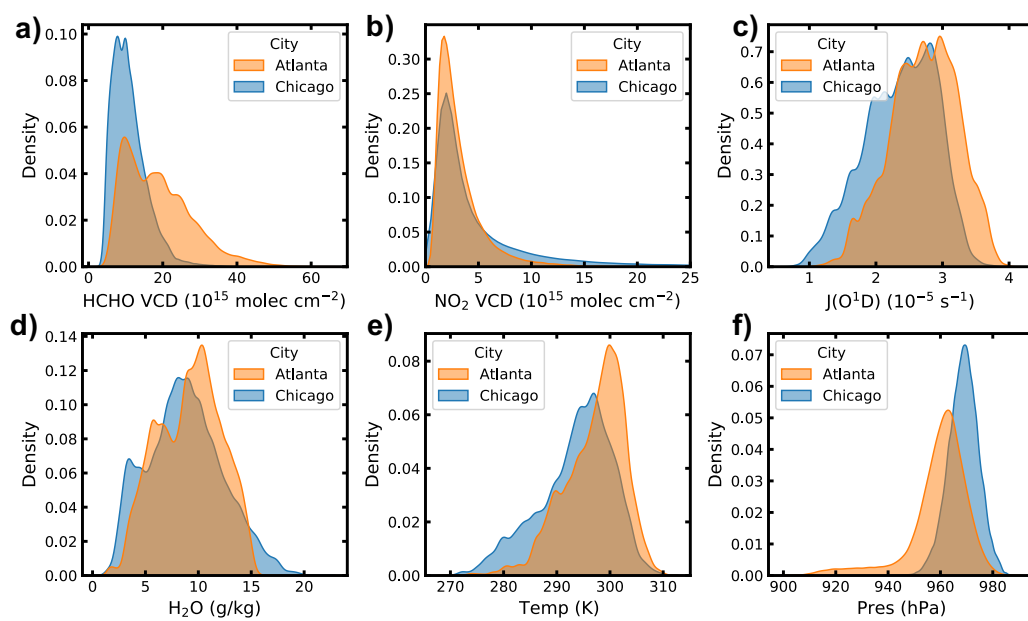 a)
City
Atlanta
Chicago
Density
0.00
0.02
0.04
0.06
0.08
0.10
0 20 40 60
HCHO VCD (10¹⁵ molec cm⁻²)
b)
City
Atlanta
Chicago
Density
0.00
0.05
0.10
0.15
0.20
0.25
0.30
0 5 10 15 20 25
NO₂ VCD (10¹⁵ molec cm⁻²)
c)
City
Atlanta
Chicago
Density
0.0
0.1
0.2
0.3
0.4
0.5
0.6
0.7
1 2 3 4
J(O¹D) (10⁻⁵ s⁻¹)
d)
City
Atlanta
Chicago
Density
0.00
0.02
0.04
0.06
0.08
0.10
0.12
0.14
0 5 10 15 20
H₂O (g/kg)
e)
City
Atlanta
Chicago
Density
0.00
0.02
0.04
0.06
0.08
270 280 290 300 310
Temp (K)
f)
City
Atlanta
Chicago
Density
0.00
0.01
0.02
0.03
0.04
0.05
0.06
0.07
900 920 940 960 980
Pres (hPa)